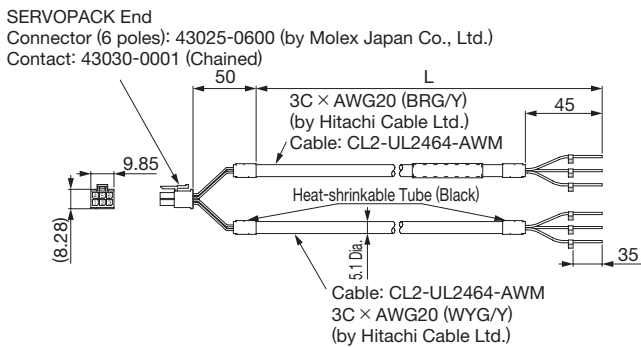 SERVOPACK End
Connector (6 poles): 43025-0600 (by Molex Japan Co., Ltd.)
Contact: 43030-0001 (Chained)
50
L
3C × AWG20 (BRG/Y)
(by Hitachi Cable Ltd.)
Cable: CL2-UL2464-AWM
45
9.85
(8.28)
Heat-shrinkable Tube (Black)
5.1 Dia.
35
Cable: CL2-UL2464-AWM
3C × AWG20 (WYG/Y)
(by Hitachi Cable Ltd.)